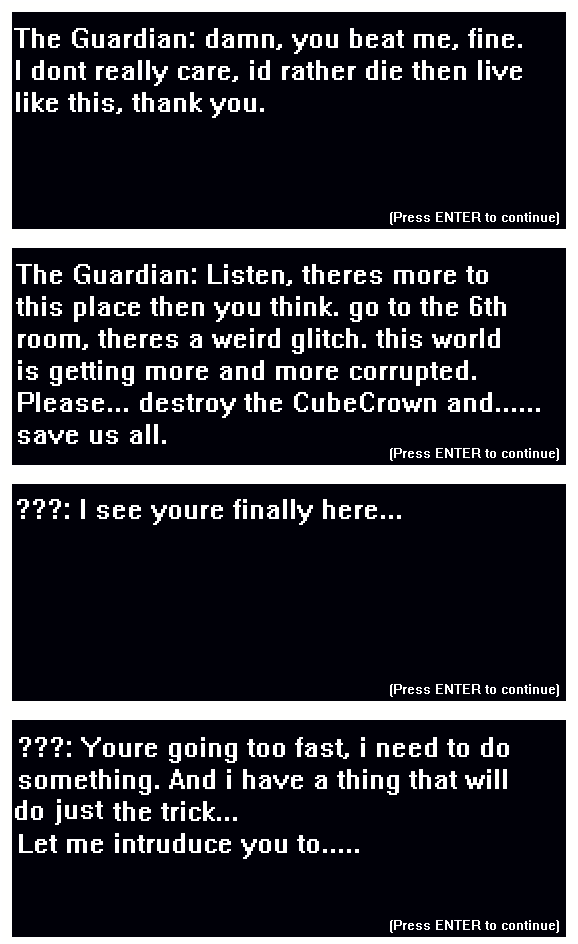 The Guardian: damn, you beat me, fine.
I dont really care, id rather die then live
like this, thank you.
(Press ENTER to continue)
The Guardian: Listen, theres more to
this place then you think. go to the 6th
room, theres a weird glitch. this world
is getting more and more corrupted.
Please... destroy the CubeCrown and......
save us all.
(Press ENTER to continue)
???: I see youre finally here...
(Press ENTER to continue)
???: Youre going too fast, i need to do
something. And i have a thing that will
do just the trick...
Let me intruduce you to.....
(Press ENTER to continue)